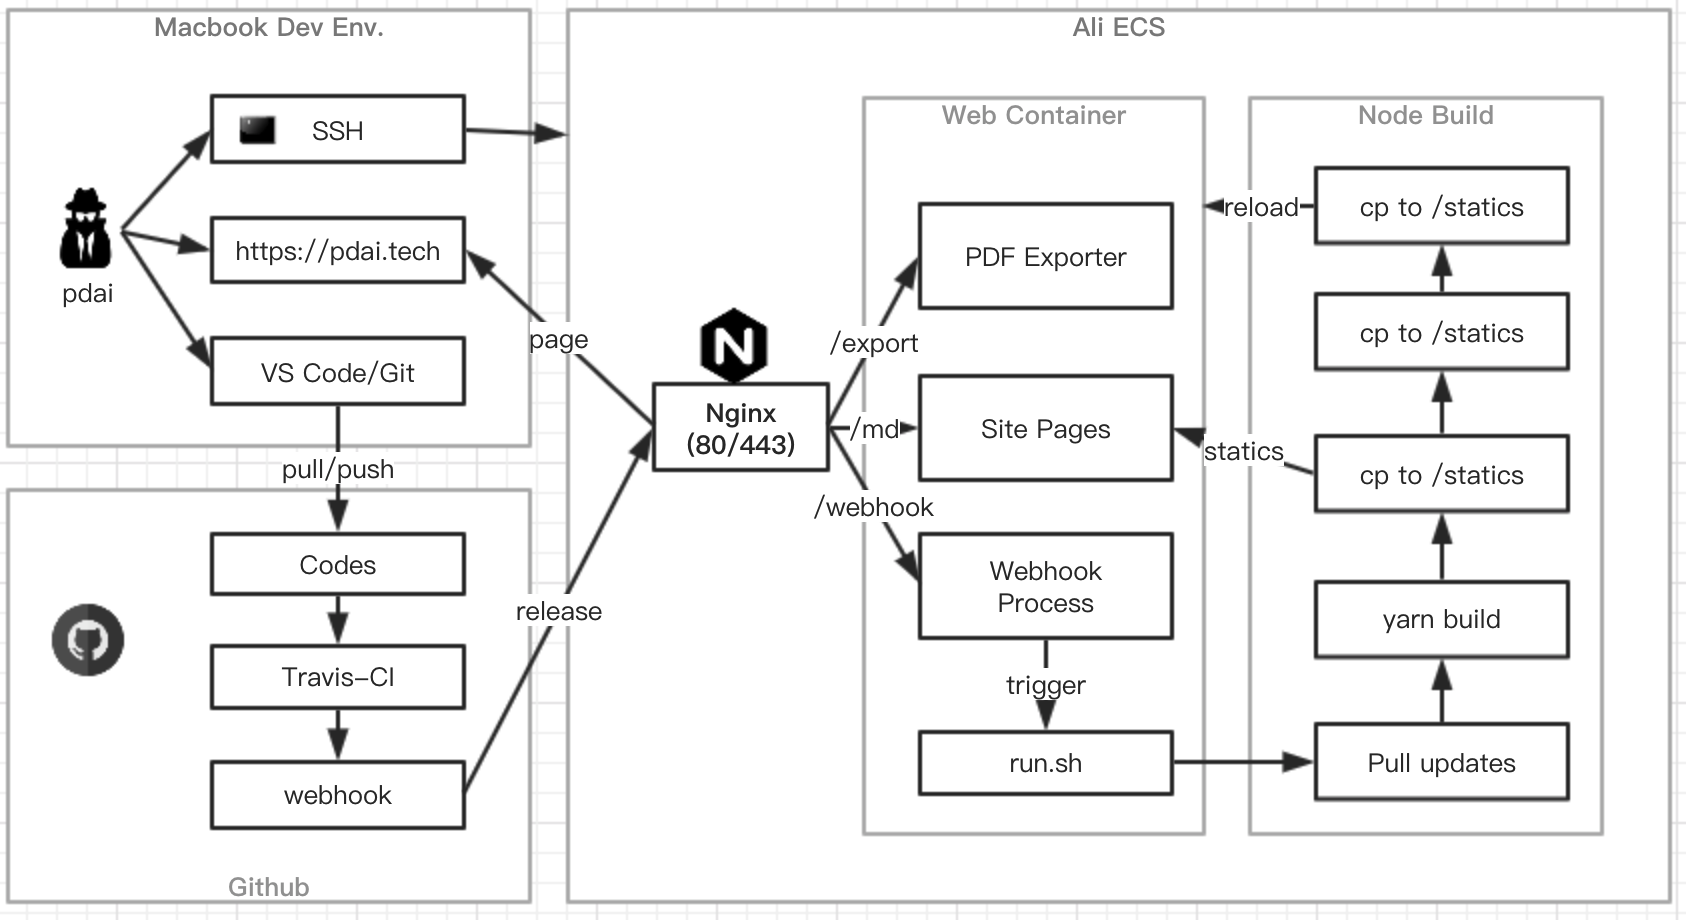 Macbook Dev Env.
SSH
https://pdai.tech
pdai
VS Code/Git
pull/push
Codes
Travis-CI
webhook
Github
page
release
Ali ECS
N
Nginx
(80/443)
/export
/md
/webhook
Web Container
PDF Exporter
Site Pages
Webhook
Process
trigger
run.sh
reload
statics
Node Build
cp to /statics
cp to /statics
cp to /statics
yarn build
Pull updates